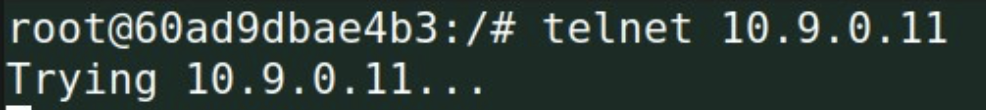 root@60ad9dbae4b3:/# telnet 10.9.0.11
Trying 10.9.0.11...